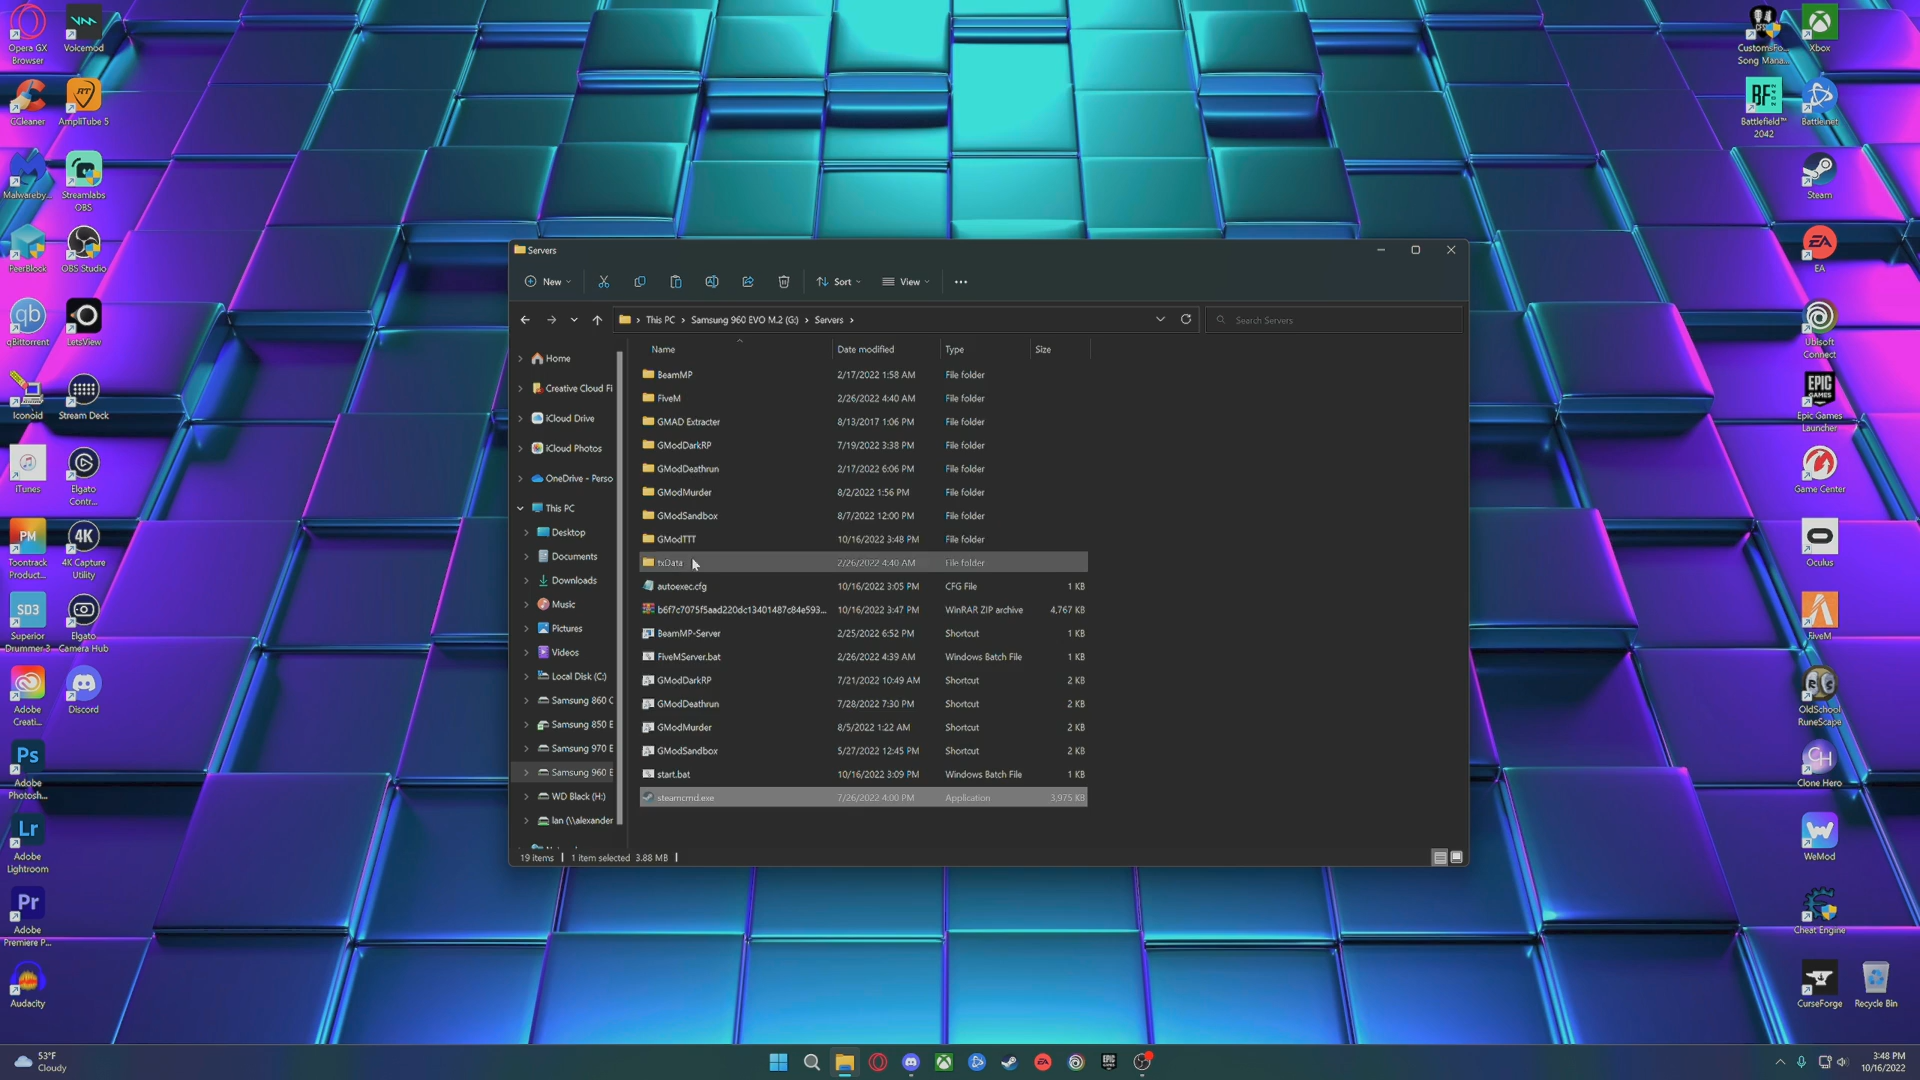 Opera GX
Browser
Voicemod
CCleaner
AmpliTube 5
Malwareby...
Streamlabs
OBS
PeerBlock
OBS Studio
qBittorrent
LetsView
Iconoid
Stream Deck
iTunes
Elgato
Contr...
Toontrack
Product...
4K Capture
Utility
Superior
Drummer 3
Elgato
Camera Hub
Adobe
Creati...
Discord
Adobe
Photosh...
Adobe
Lightroom
Adobe
Premiere P...
Audacity
CustomsFo...
Song Mana...
Xbox
Battlefield™
2042
Battle.net
Steam
EA
Ubisoft
Connect
EPIC
GAMES
Epic Games
Launcher
Game Center
Oculus
FiveM
OldSchool
RuneScape
Clone Hero
WeMod
Cheat Engine
CurseForge
Recycle Bin
Servers
New
Sort
View
This PC > Samsung 960 EVO M.2 (G:) > Servers >
Search Servers
Home
Creative Cloud Fi
iCloud Drive
iCloud Photos
OneDrive - Perso
This PC
Desktop
Documents
Downloads
Music
Pictures
Videos
Local Disk (C:)
Samsung 860
Samsung 850 E
Samsung 970 E
Samsung 960 E
WD Black (H:)
lan (\\alexander
Name Date modified Type Size
BeamMP 2/17/2022 1:58 AM File folder
FiveM 2/26/2022 4:40 AM File folder
GMAD Extracter 8/13/2017 1:06 PM File folder
GModDarkRP 7/19/2022 3:38 PM File folder
GModDeathrun 2/17/2022 6:06 PM File folder
GModMurder 8/2/2022 1:56 PM File folder
GModSandbox 8/7/2022 12:00 PM File folder
GModTTT 10/16/2022 3:48 PM File folder
txData 2/26/2022 4:40 AM File folder
autoexec.cfg 10/16/2022 3:05 PM CFG File 1 KB
b6f7c7075f5aad220dc13401487c84e593... 10/16/2022 3:47 PM WinRAR ZIP archive 4,767 KB
BeamMP-Server 2/25/2022 6:52 PM Shortcut 1 KB
FiveMServer.bat 2/26/2022 4:39 AM Windows Batch File 1 KB
GModDarkRP 7/21/2022 10:49 AM Shortcut 2 KB
GModDeathrun 7/28/2022 7:30 PM Shortcut 2 KB
GModMurder 8/5/2022 1:22 AM Shortcut 2 KB
GModSandbox 5/27/2022 12:45 PM Shortcut 2 KB
start.bat 10/16/2022 3:09 PM Windows Batch File 1 KB
steamcmd.exe 7/26/2022 4:00 PM Application 3,975 KB
19 items 1 item selected 3.88 MB
53°F
Cloudy
3:48 PM
10/16/2022